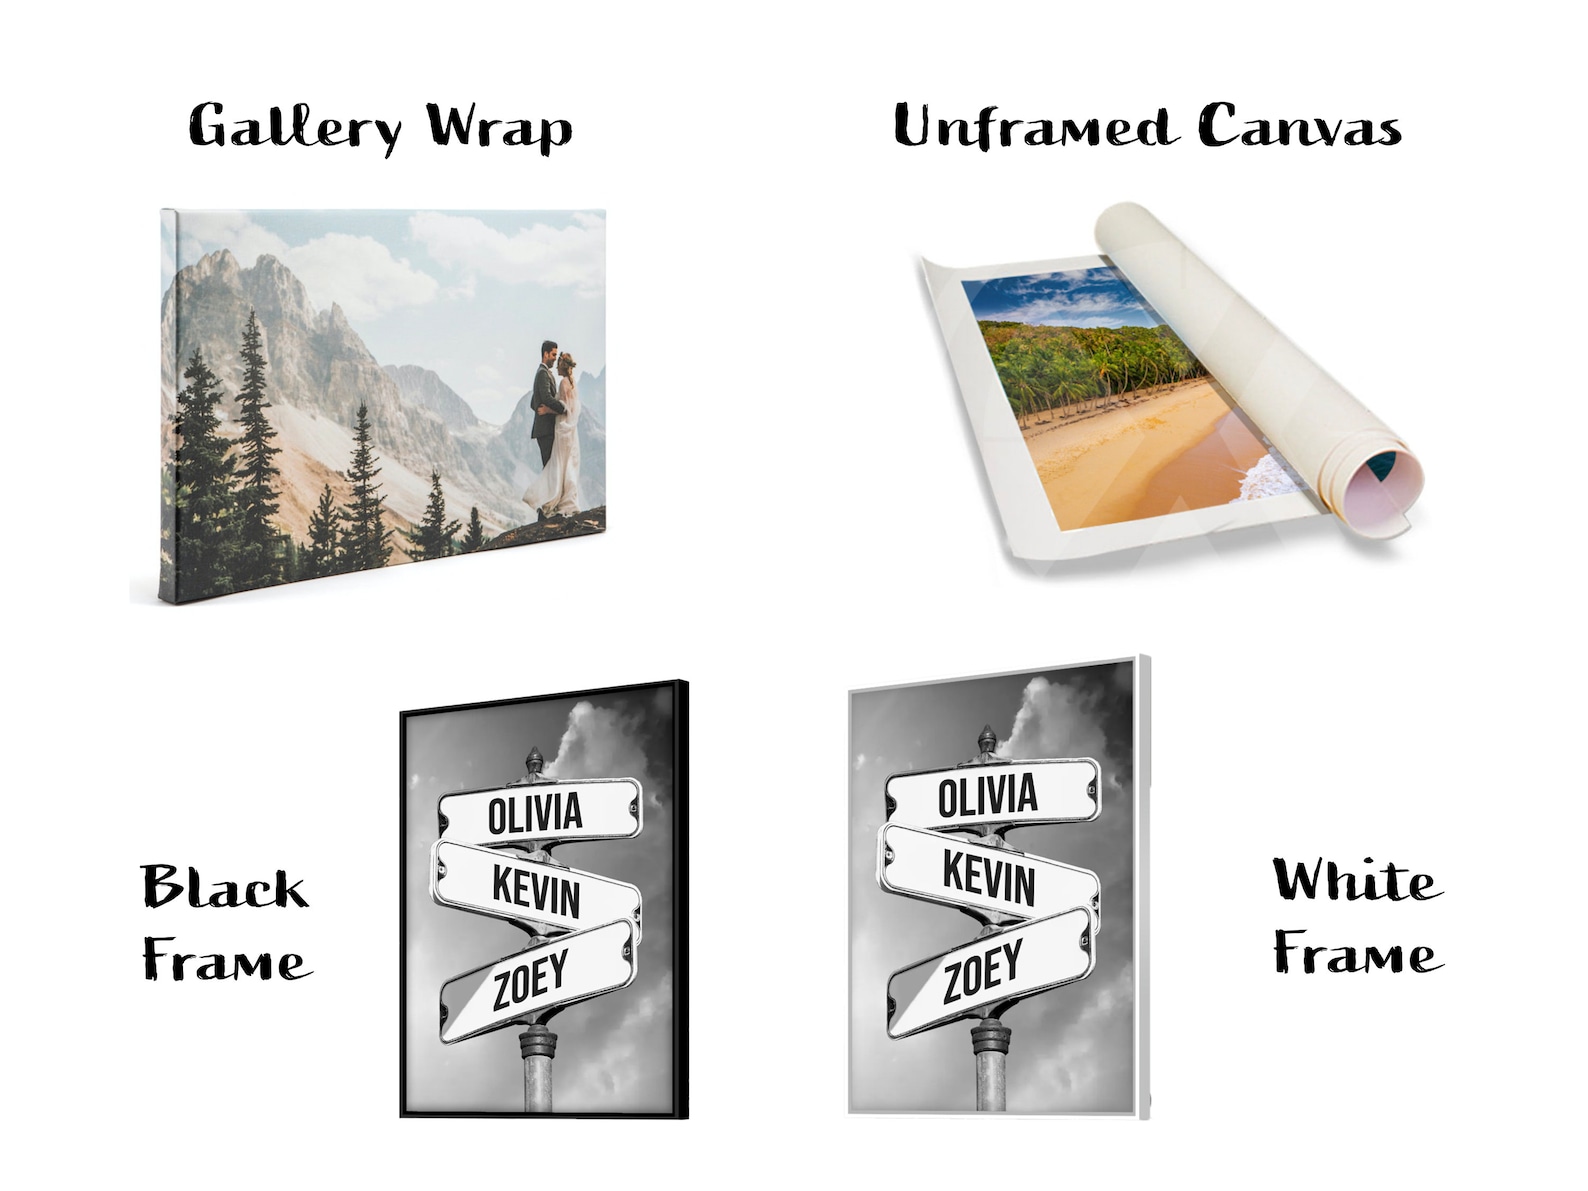 Gallery Wrap
Unframed Canvas
OLIVIA
KEVIN
ZOEY
Black
Frame
OLIVIA
KEVIN
ZOEY
White
Frame